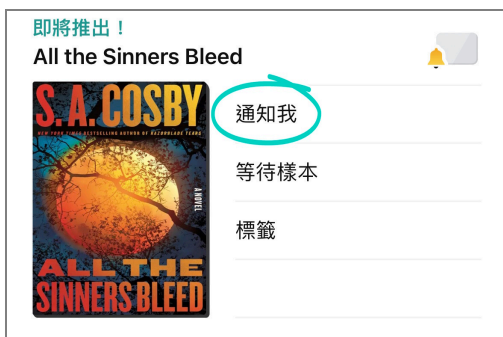 即將推出！
All the Sinners Bleed
S. A. COSBY
NEW YORK TIMES BESTSELLING AUTHOR OF RAZORBLADE TEARS
A NOVEL
ALL THE
SINNERS BLEED
通知我
等待樣本
標籤